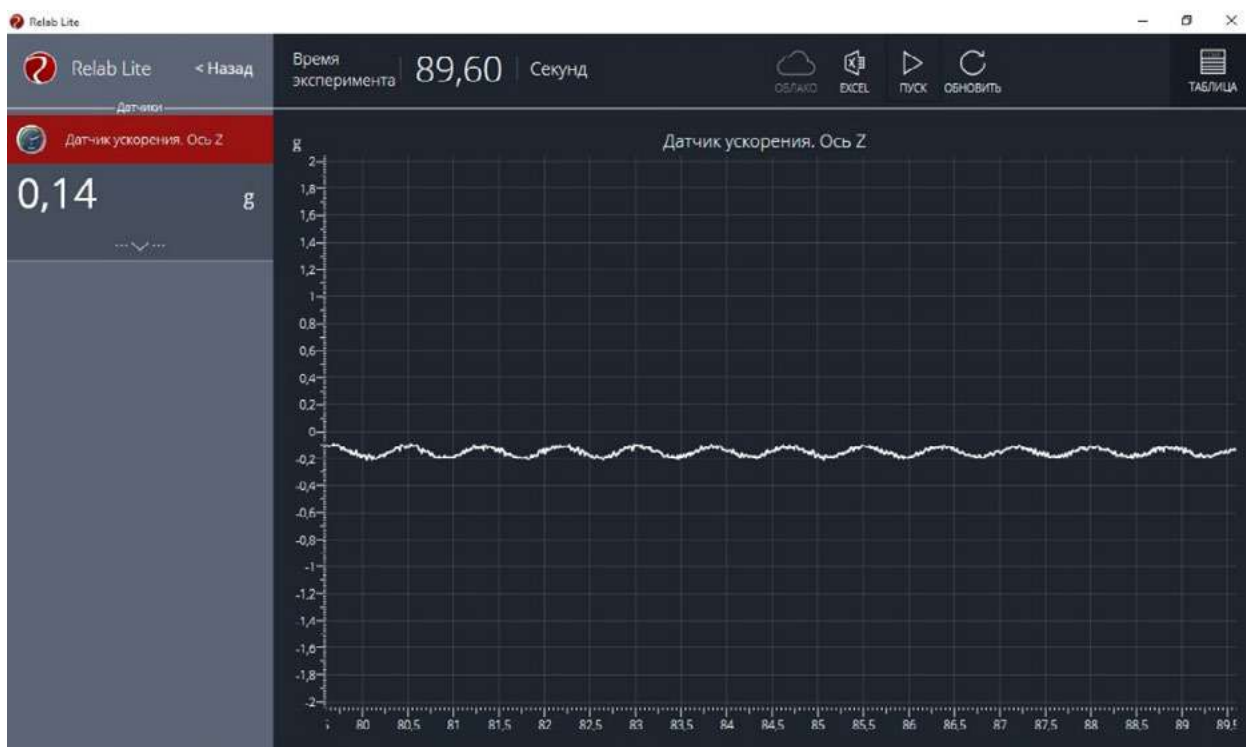 Relab Lite
Relab Lite < Назад
Время эксперимента 89,60 Секунд
ОБЛАКО EXCEL ПУСК ОБНОВИТЬ ТАБЛИЦА
Датчики
Датчик ускорения. Ось Z
0,14 g
Датчик ускорения. Ось Z
g
2
1,8
1,6
1,4
1,2
1
0,8
0,6
0,4
0,2
0
-0,2
-0,4
-0,6
-0,8
-1
-1,2
-1,4
-1,6
-1,8
-2
80 80,5 81 81,5 82 82,5 83 83,5 84 84,5 85 85,5 86 86,5 87 87,5 88 88,5 89